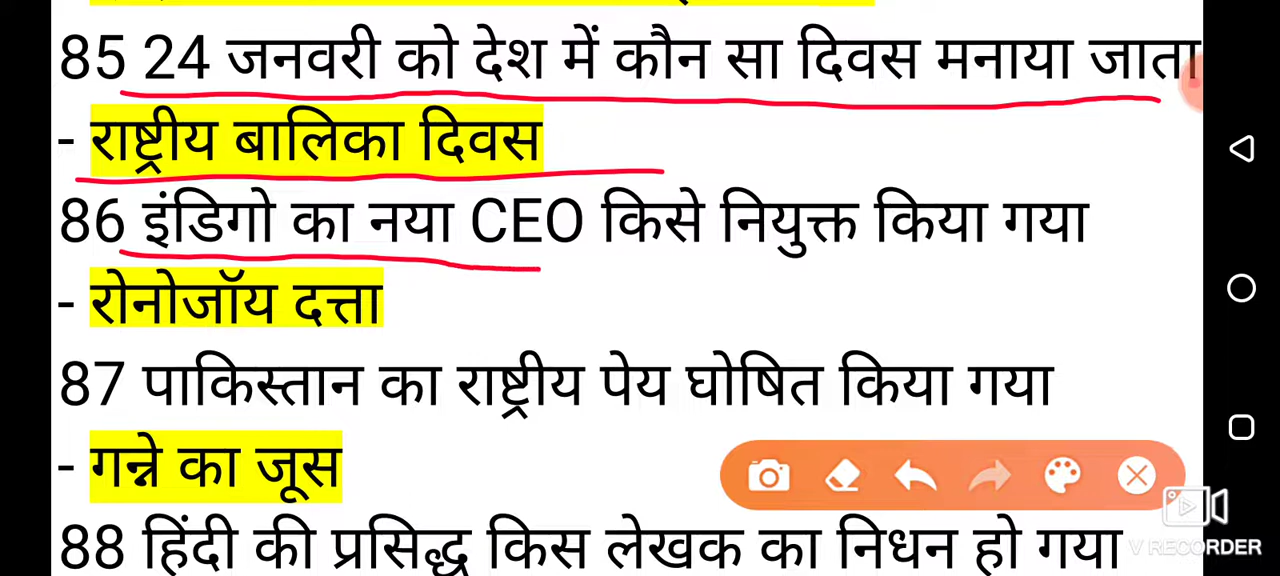 85 24 जनवरी को देश में कौन सा दिवस मनाया जाता
- राष्ट्रीय बालिका दिवस
86 इंडिगो का नया CEO किसे नियुक्त किया गया
- रोनोजॉय दत्ता
87 पाकिस्तान का राष्ट्रीय पेय घोषित किया गया
- गन्ने का जूस
88 हिंदी की प्रसिद्ध किस लेखक का निधन हो गया
V RECORDER